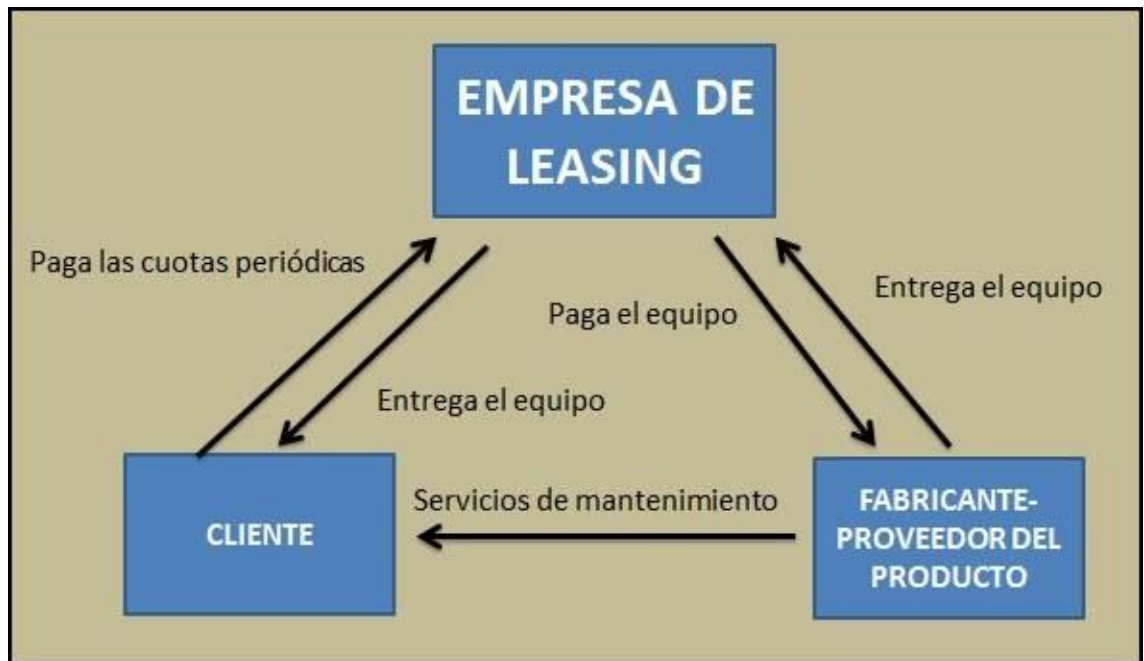 EMPRESA DE
LEASING
Paga las cuotas periódicas
Entrega el equipo
Paga el equipo
Entrega el equipo
Servicios de mantenimiento
CLIENTE
FABRICANTE-
PROVEEDOR DEL
PRODUCTO